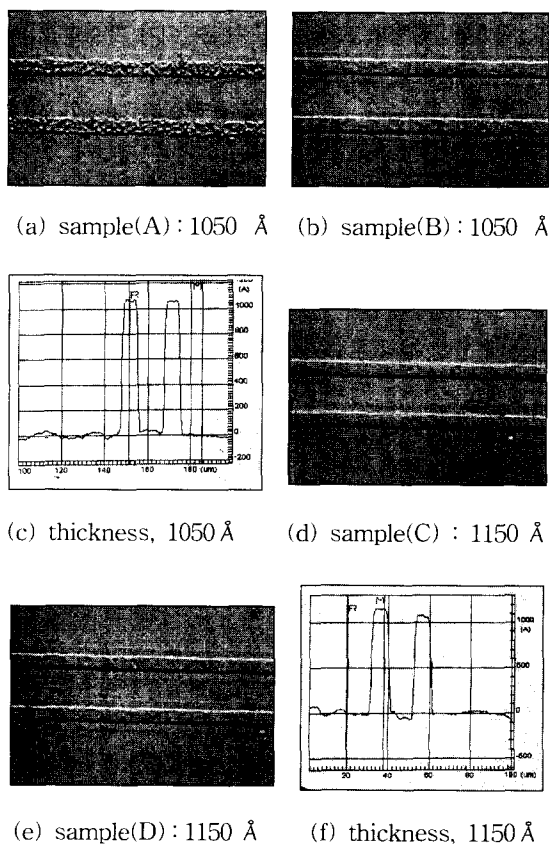 (a) sample(A) : 1050 Å
(b) sample(B) : 1050 Å
R
M
(A)
1000
800
600
400
200
0
-200
100
120
140
160
180 (um)
(c) thickness, 1050 Å
(d) sample(C) : 1150 Å
R
M
1000
(A)
500
0
-500
20
40
60
80
100 (um)
(e) sample(D) : 1150 Å
(f) thickness, 1150 Å